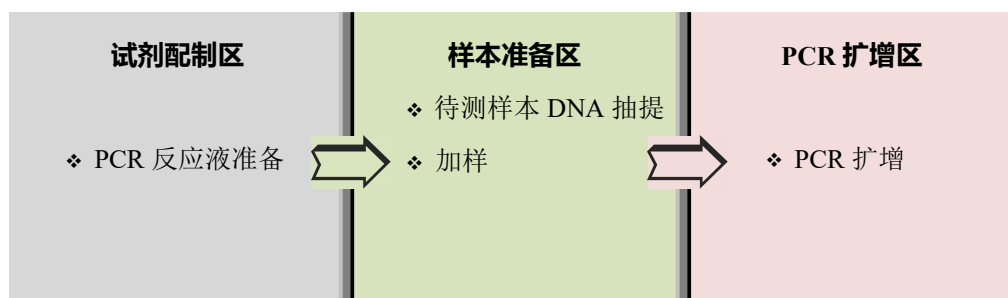 试剂配制区
❖ PCR 反应液准备
样本准备区
❖ 待测样本 DNA 抽提
❖ 加样
PCR 扩增区
❖ PCR 扩增